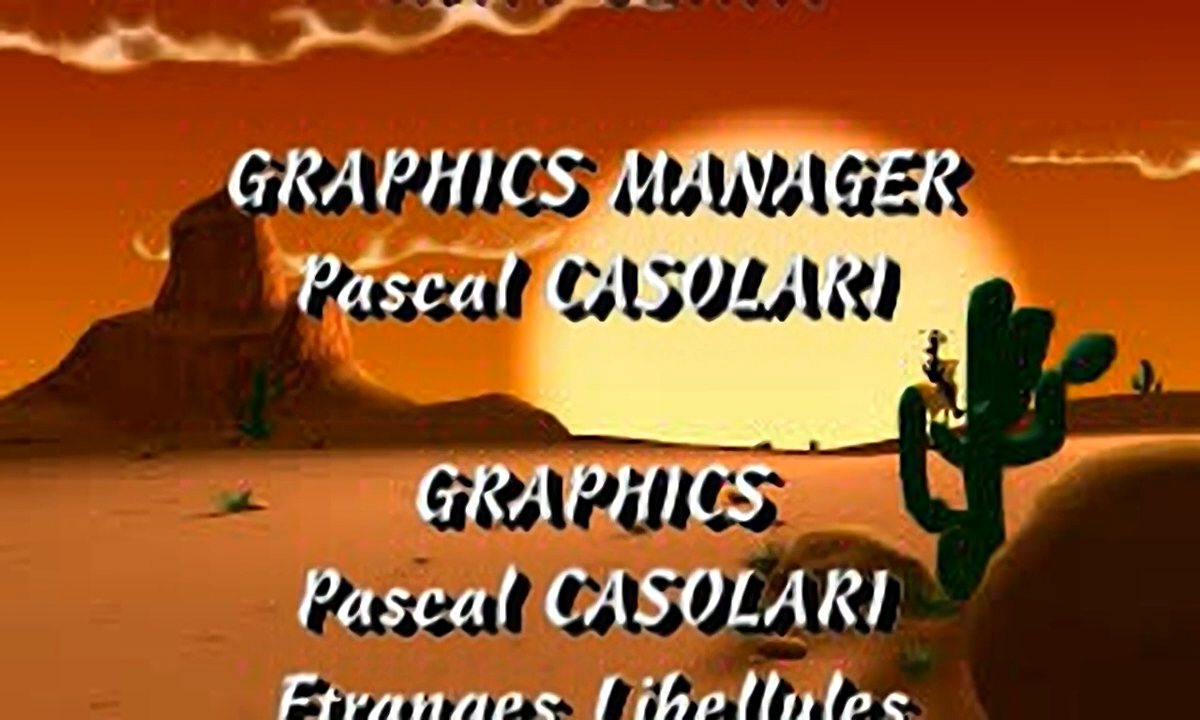 GRAPHICS MANAGER
Pascal CASOLARI
GRAPHICS
Pascal CASOLARI
Etranges Libellules